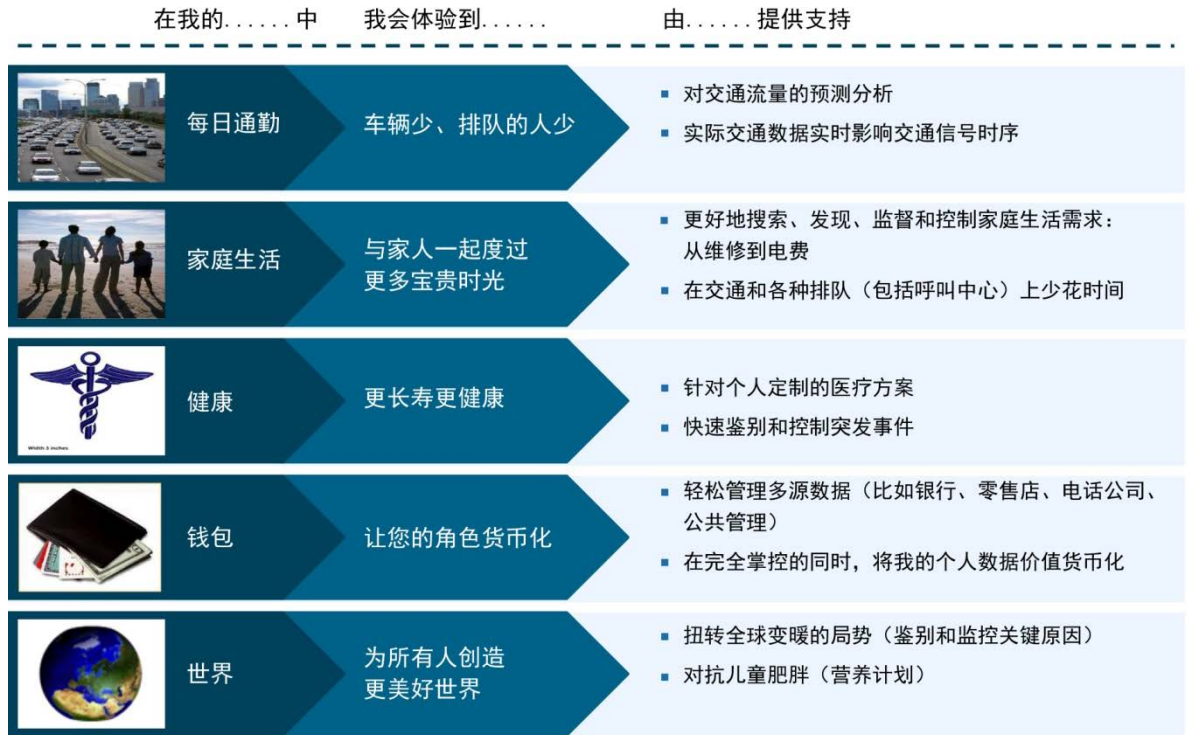 在我的......中
我会体验到......
由......提供支持
每日通勤
车辆少、排队的人少
对交通流量的预测分析
实际交通数据实时影响交通信号时序
家庭生活
与家人一起度过
更多宝贵时光
更好地搜索、发现、监督和控制家庭生活需求：
从维修到电费
在交通和各种排队（包括呼叫中心）上少花时间
Width 3 inches
健康
更长寿更健康
针对个人定制的医疗方案
快速鉴别和控制突发事件
钱包
让您的角色货币化
轻松管理多源数据（比如银行、零售店、电话公司、
公共管理）
在完全掌控的同时，将我的个人数据价值货币化
世界
为所有人创造
更美好世界
扭转全球变暖的局势（鉴别和监控关键原因）
对抗儿童肥胖（营养计划）